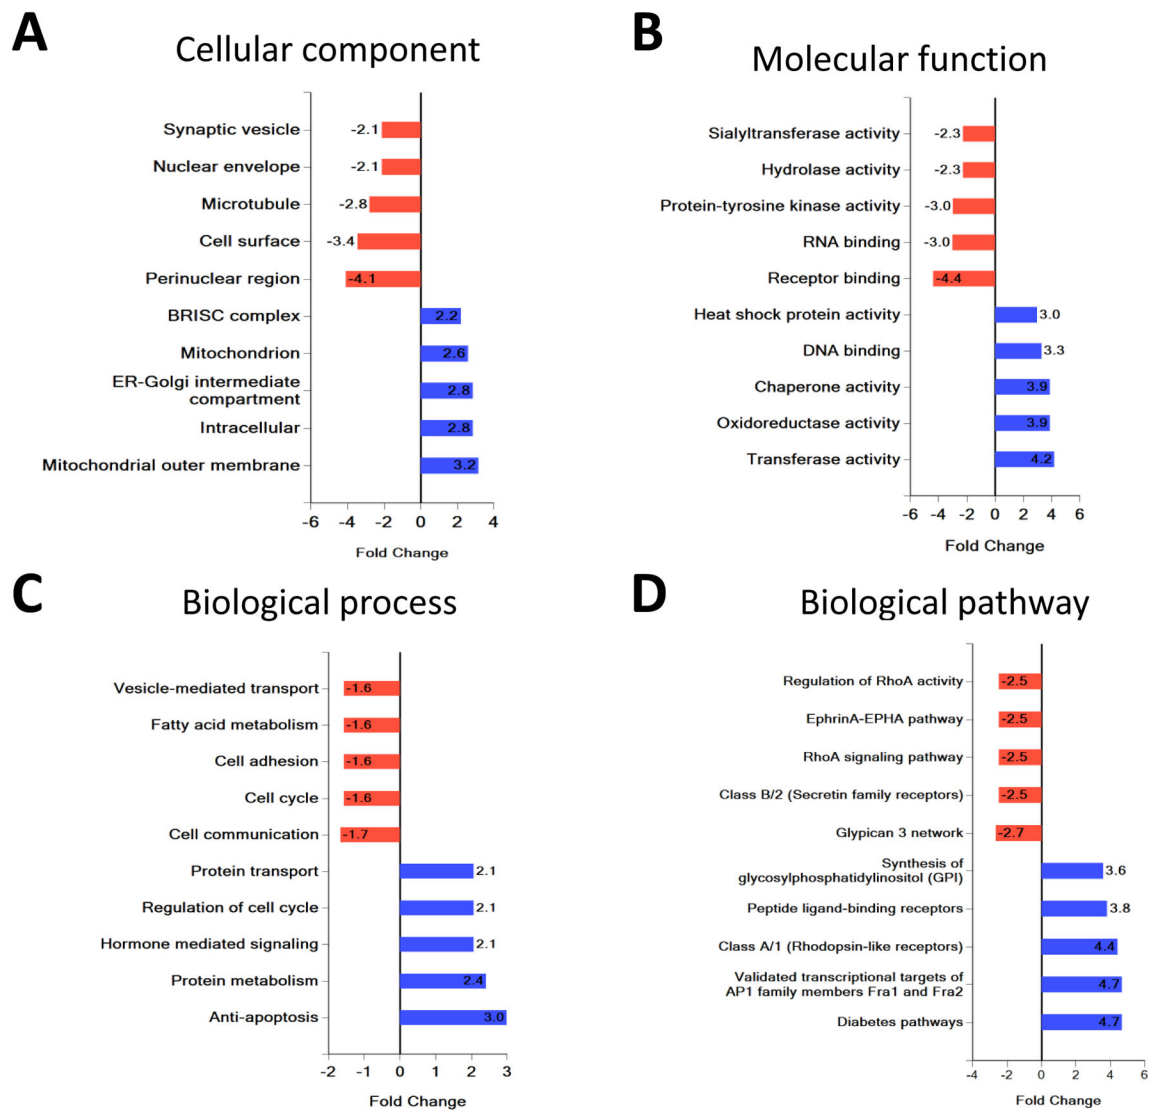 A
Cellular component
Synaptic vesicle
-2.1
Nuclear envelope
-2.1
Microtubule
-2.8
Cell surface
-3.4
Perinuclear region
-4.1
BRISC complex
2.2
Mitochondrion
2.6
ER-Golgi intermediate
compartment
2.8
Intracellular
2.8
Mitochondrial outer membrane
3.2
-6 -4 -2 0 2 4
Fold Change
B
Molecular function
Sialyltransferase activity
-2.3
Hydrolase activity
-2.3
Protein-tyrosine kinase activity
-3.0
RNA binding
-3.0
Receptor binding
-4.4
Heat shock protein activity
3.0
DNA binding
3.3
Chaperone activity
3.9
Oxidoreductase activity
3.9
Transferase activity
4.2
-6 -4 -2 0 2 4 6
Fold Change
C
Biological process
Vesicle-mediated transport
-1.6
Fatty acid metabolism
-1.6
Cell adhesion
-1.6
Cell cycle
-1.6
Cell communication
-1.7
Protein transport
2.1
Regulation of cell cycle
2.1
Hormone mediated signaling
2.1
Protein metabolism
2.4
Anti-apoptosis
3.0
-2 -1 0 1 2 3
Fold Change
D
Biological pathway
Regulation of RhoA activity
-2.5
EphrinA-EPHA pathway
-2.5
RhoA signaling pathway
-2.5
Class B/2 (Secretin family receptors)
-2.5
Glypican 3 network
-2.7
Synthesis of
glycosylphosphatidylinositol (GPI)
3.6
Peptide ligand-binding receptors
3.8
Class A/1 (Rhodopsin-like receptors)
4.4
Validated transcriptional targets of
AP1 family members Fra1 and Fra2
4.7
Diabetes pathways
4.7
-4 -2 0 2 4 6
Fold Change